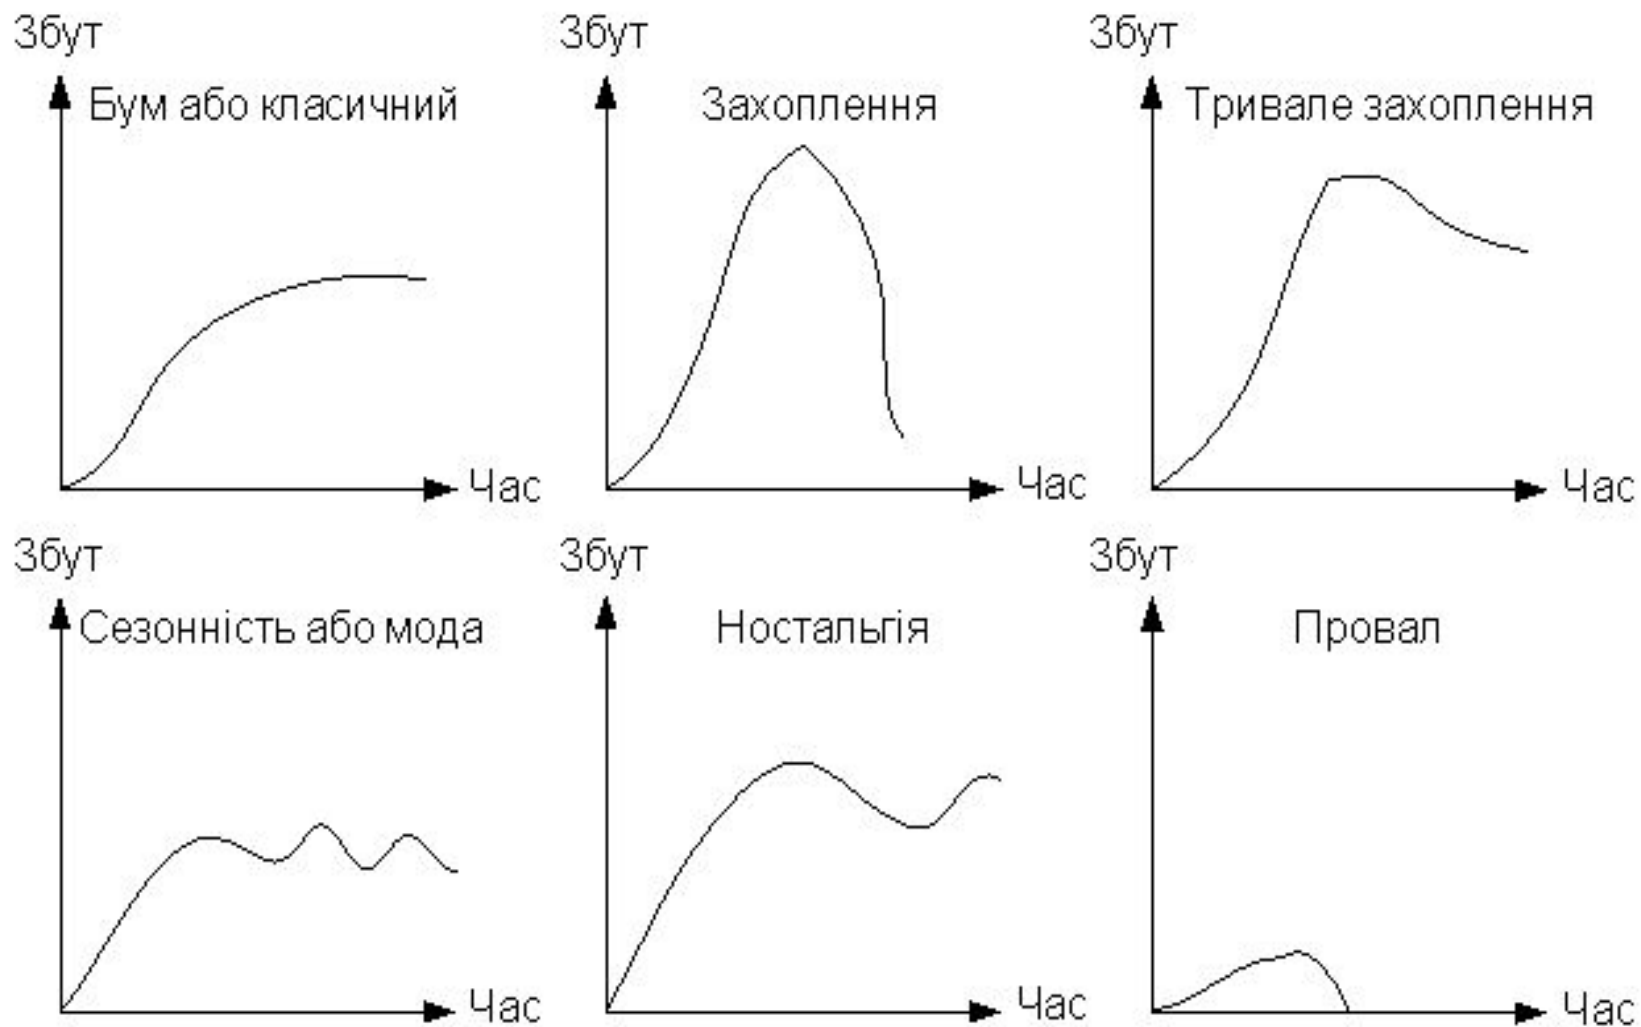 Збут
Збут
Збут
Бум або класичний
Захоплення
Тривале захоплення
Час
Час
Час
Збут
Збут
Збут
Сезонність або мода
Ностальгія
Провал
Час
Час
Час